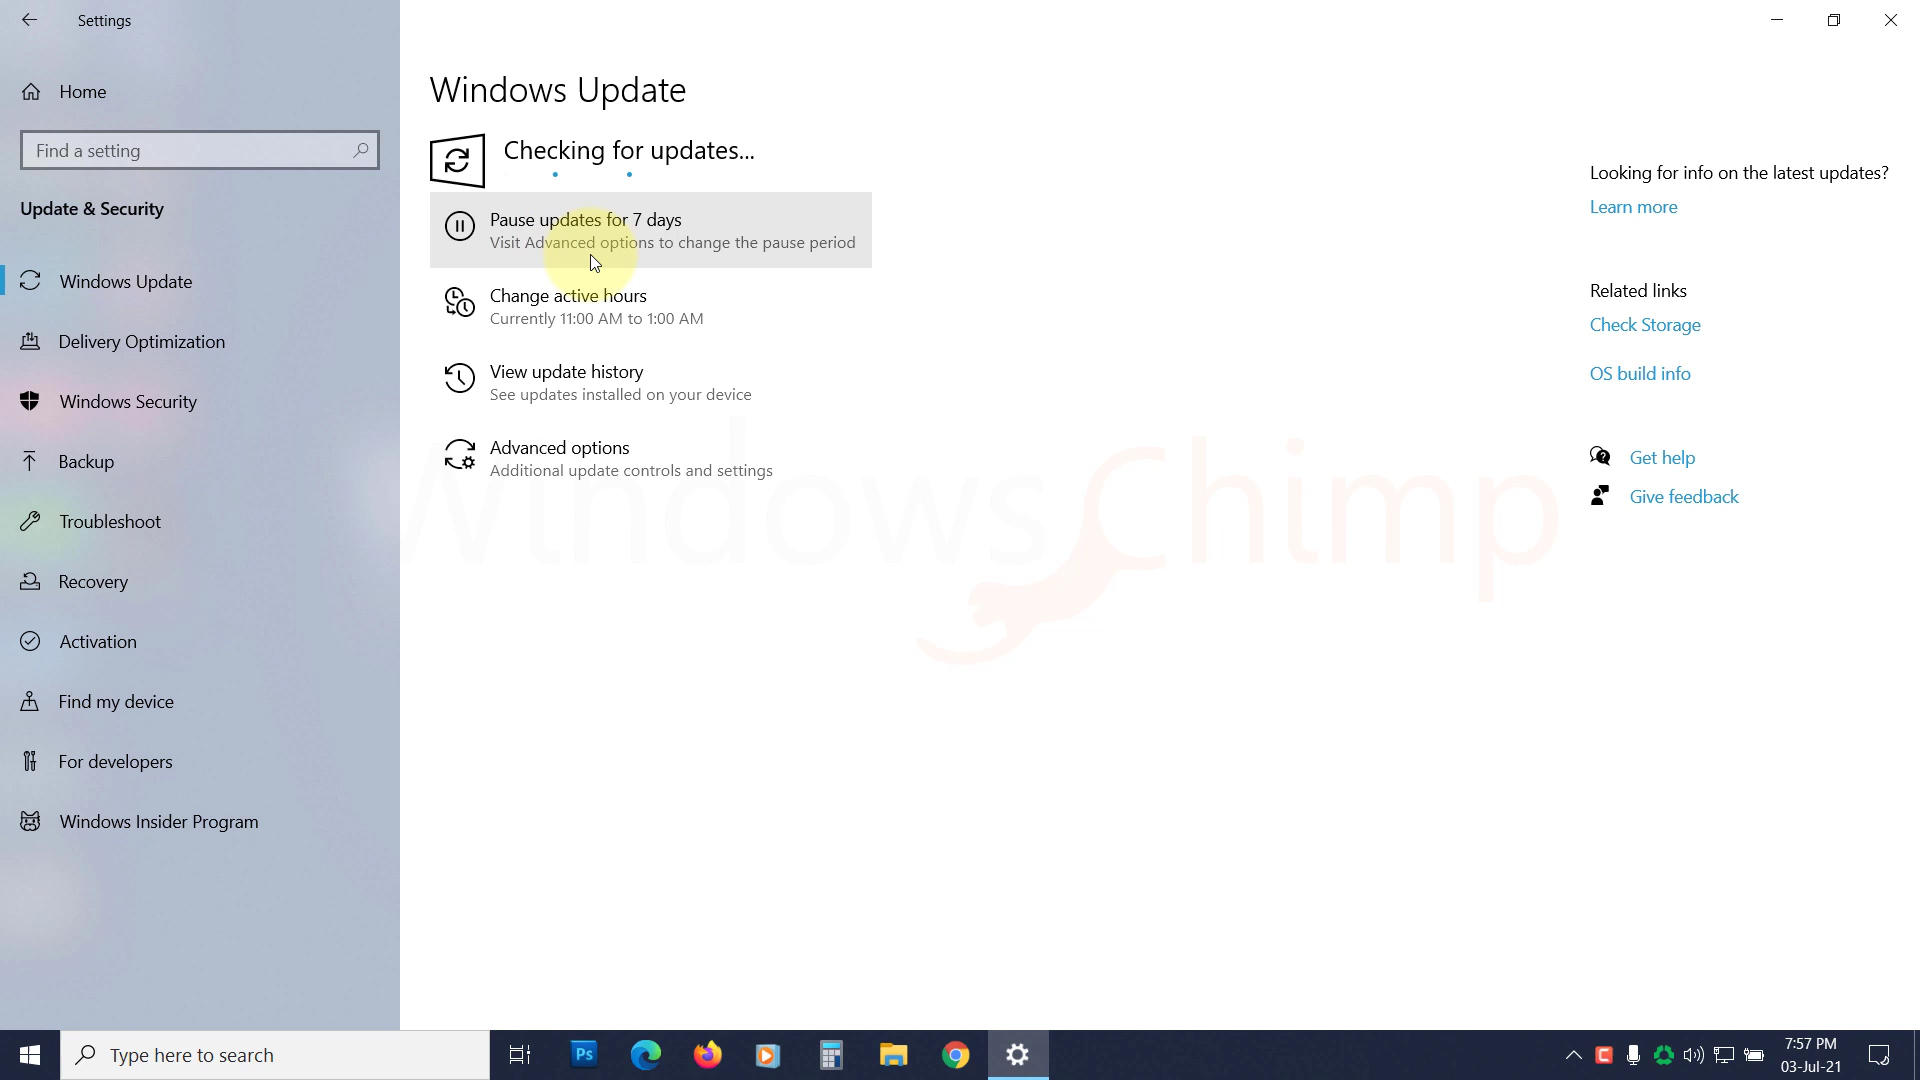 Settings
Home
Find a setting
Update & Security
Windows Update
Delivery Optimization
Windows Security
Backup
Troubleshoot
Recovery
Activation
Find my device
For developers
Windows Insider Program
Windows Update
Checking for updates...
Pause updates for 7 days
Visit Advanced options to change the pause period
Change active hours
Currently 11:00 AM to 1:00 AM
View update history
See updates installed on your device
Advanced options
Additional update controls and settings
Windows Chimp
Looking for info on the latest updates?
Learn more
Related links
Check Storage
OS build info
Get help
Give feedback
Type here to search
Ps
7:57 PM
03-Jul-21